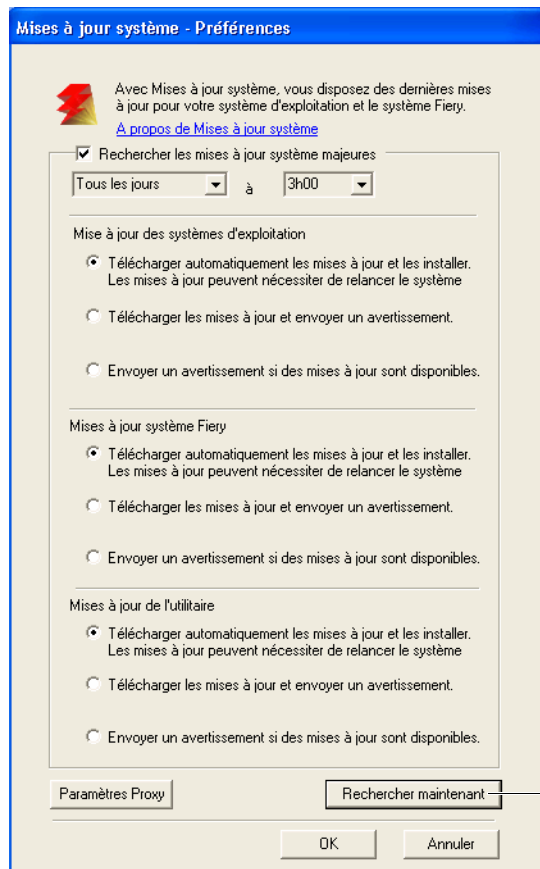 Mises à jour système - Préférences
Avec Mises à jour système, vous disposez des dernières mises
à jour pour votre système d'exploitation et le système Fiery.
A propos de Mises à jour système
Rechercher les mises à jour système majeures
Tous les jours à 3h00
Mise à jour des systèmes d'exploitation
Télécharger automatiquement les mises à jour et les installer.
Les mises à jour peuvent nécessiter de relancer le système
Télécharger les mises à jour et envoyer un avertissement.
Envoyer un avertissement si des mises à jour sont disponibles.
Mises à jour système Fiery
Télécharger automatiquement les mises à jour et les installer.
Les mises à jour peuvent nécessiter de relancer le système
Télécharger les mises à jour et envoyer un avertissement.
Envoyer un avertissement si des mises à jour sont disponibles.
Mises à jour de l'utilitaire
Télécharger automatiquement les mises à jour et les installer.
Les mises à jour peuvent nécessiter de relancer le système
Télécharger les mises à jour et envoyer un avertissement.
Envoyer un avertissement si des mises à jour sont disponibles.
Paramètres Proxy Rechercher maintenant
OK Annuler